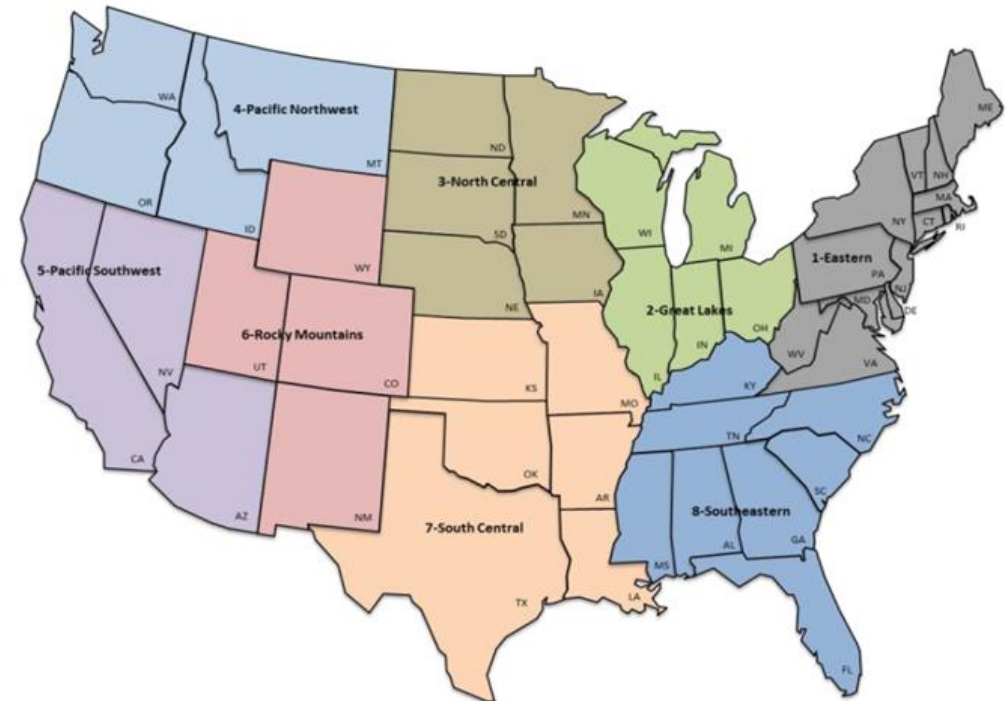 WA
4-Pacific Northwest
MT
OR
ID
ND
3-North Central
SD
MN
NE
IA
WI
MI
2-Great Lakes
IL
IN
OH
ME
VT
NH
MA
NY
CT
RI
1-Eastern
PA
NJ
MD
DE
WV
VA
5-Pacific Southwest
NV
CA
AZ
WY
6-Rocky Mountains
UT
CO
NM
KS
MO
OK
AR
7-South Central
TX
LA
KY
TN
NC
SC
8-Southeastern
MS
AL
GA
FL